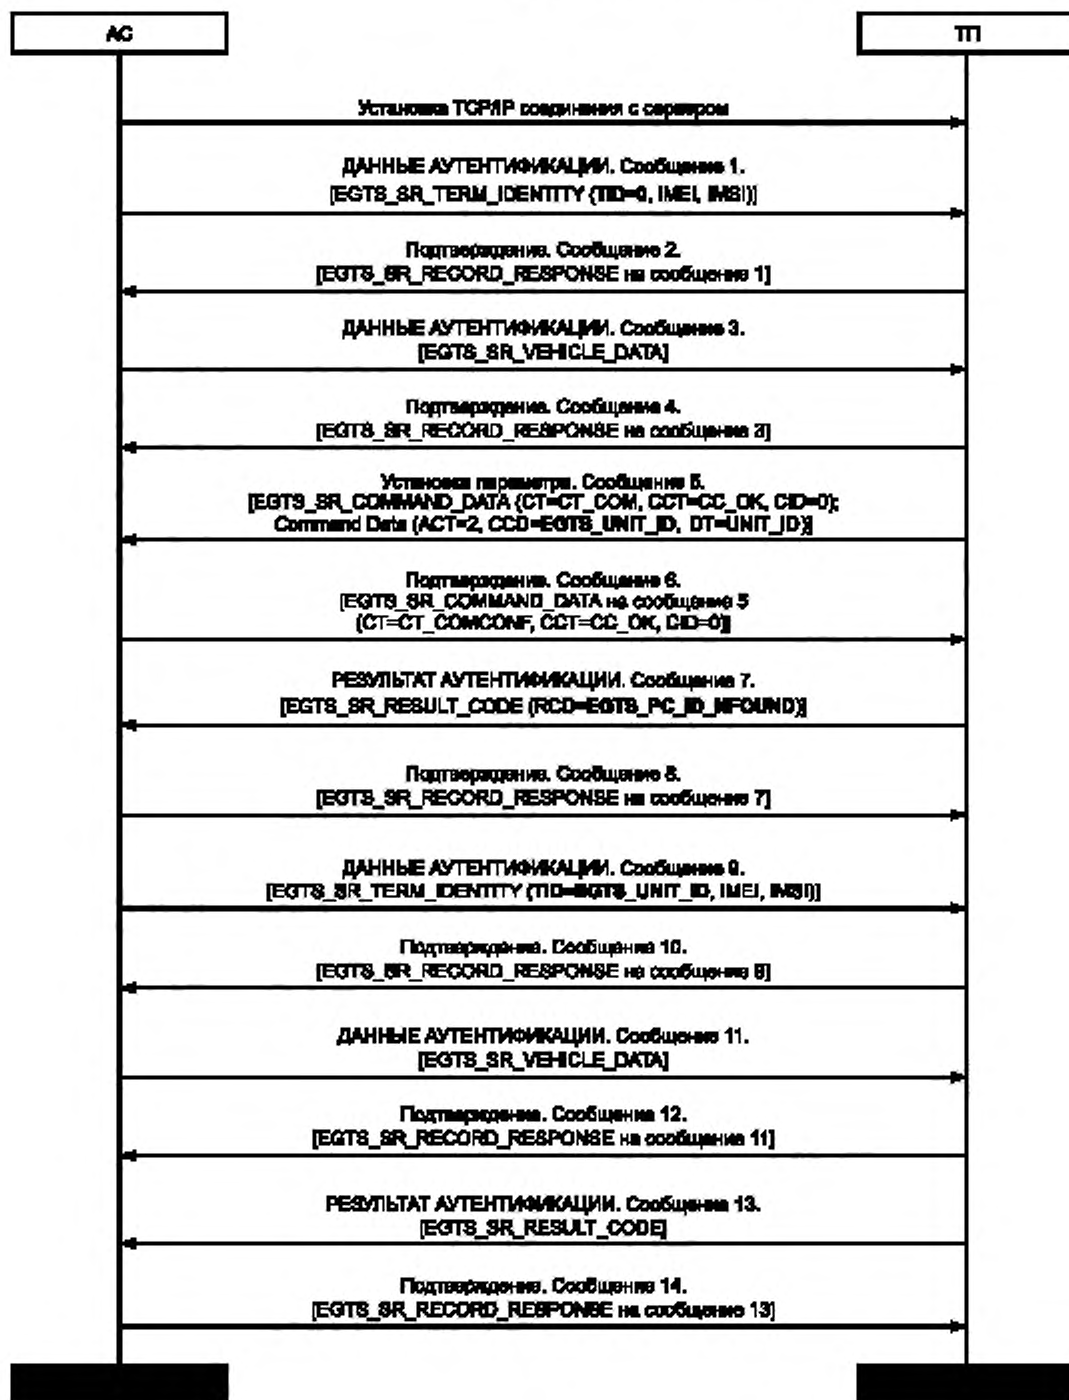 АС
ТП
Установка TCP/IP соединения с сервером
ДАННЫЕ АУТЕНТИФИКАЦИИ. Сообщение 1.
[EGTS_SR_TERM_IDENTITY (TID=0, IMEI, IMSI)]
Подтверждение. Сообщение 2.
[EGTS_SR_RECORD_RESPONSE на сообщение 1]
ДАННЫЕ АУТЕНТИФИКАЦИИ. Сообщение 3.
[EGTS_SR_VEHICLE_DATA]
Подтверждение. Сообщение 4.
[EGTS_SR_RECORD_RESPONSE на сообщение 3]
Установка параметра. Сообщение 5.
[EGTS_SR_COMMAND_DATA (CT=CT_COM, CCT=CC_OK, CID=0);
Command Data (ACT=2, CCD=EGTS_UNIT_ID, DT=UNIT_ID)]
Подтверждение. Сообщение 6.
[EGTS_SR_COMMAND_DATA на сообщение 5
(CT=CT_COMCONF, CCT=CC_OK, CID=0)]
РЕЗУЛЬТАТ АУТЕНТИФИКАЦИИ. Сообщение 7.
[EGTS_SR_RESULT_CODE (RCD=EGTS_PC_ID_NFOUND)]
Подтверждение. Сообщение 8.
[EGTS_SR_RECORD_RESPONSE на сообщение 7]
ДАННЫЕ АУТЕНТИФИКАЦИИ. Сообщение 9.
[EGTS_SR_TERM_IDENTITY (TID=EGTS_UNIT_ID, IMEI, IMSI)]
Подтверждение. Сообщение 10.
[EGTS_SR_RECORD_RESPONSE на сообщение 9]
ДАННЫЕ АУТЕНТИФИКАЦИИ. Сообщение 11.
[EGTS_SR_VEHICLE_DATA]
Подтверждение. Сообщение 12.
[EGTS_SR_RECORD_RESPONSE на сообщение 11]
РЕЗУЛЬТАТ АУТЕНТИФИКАЦИИ. Сообщение 13.
[EGTS_SR_RESULT_CODE]
Подтверждение. Сообщение 14.
[EGTS_SR_RECORD_RESPONSE на сообщение 13]